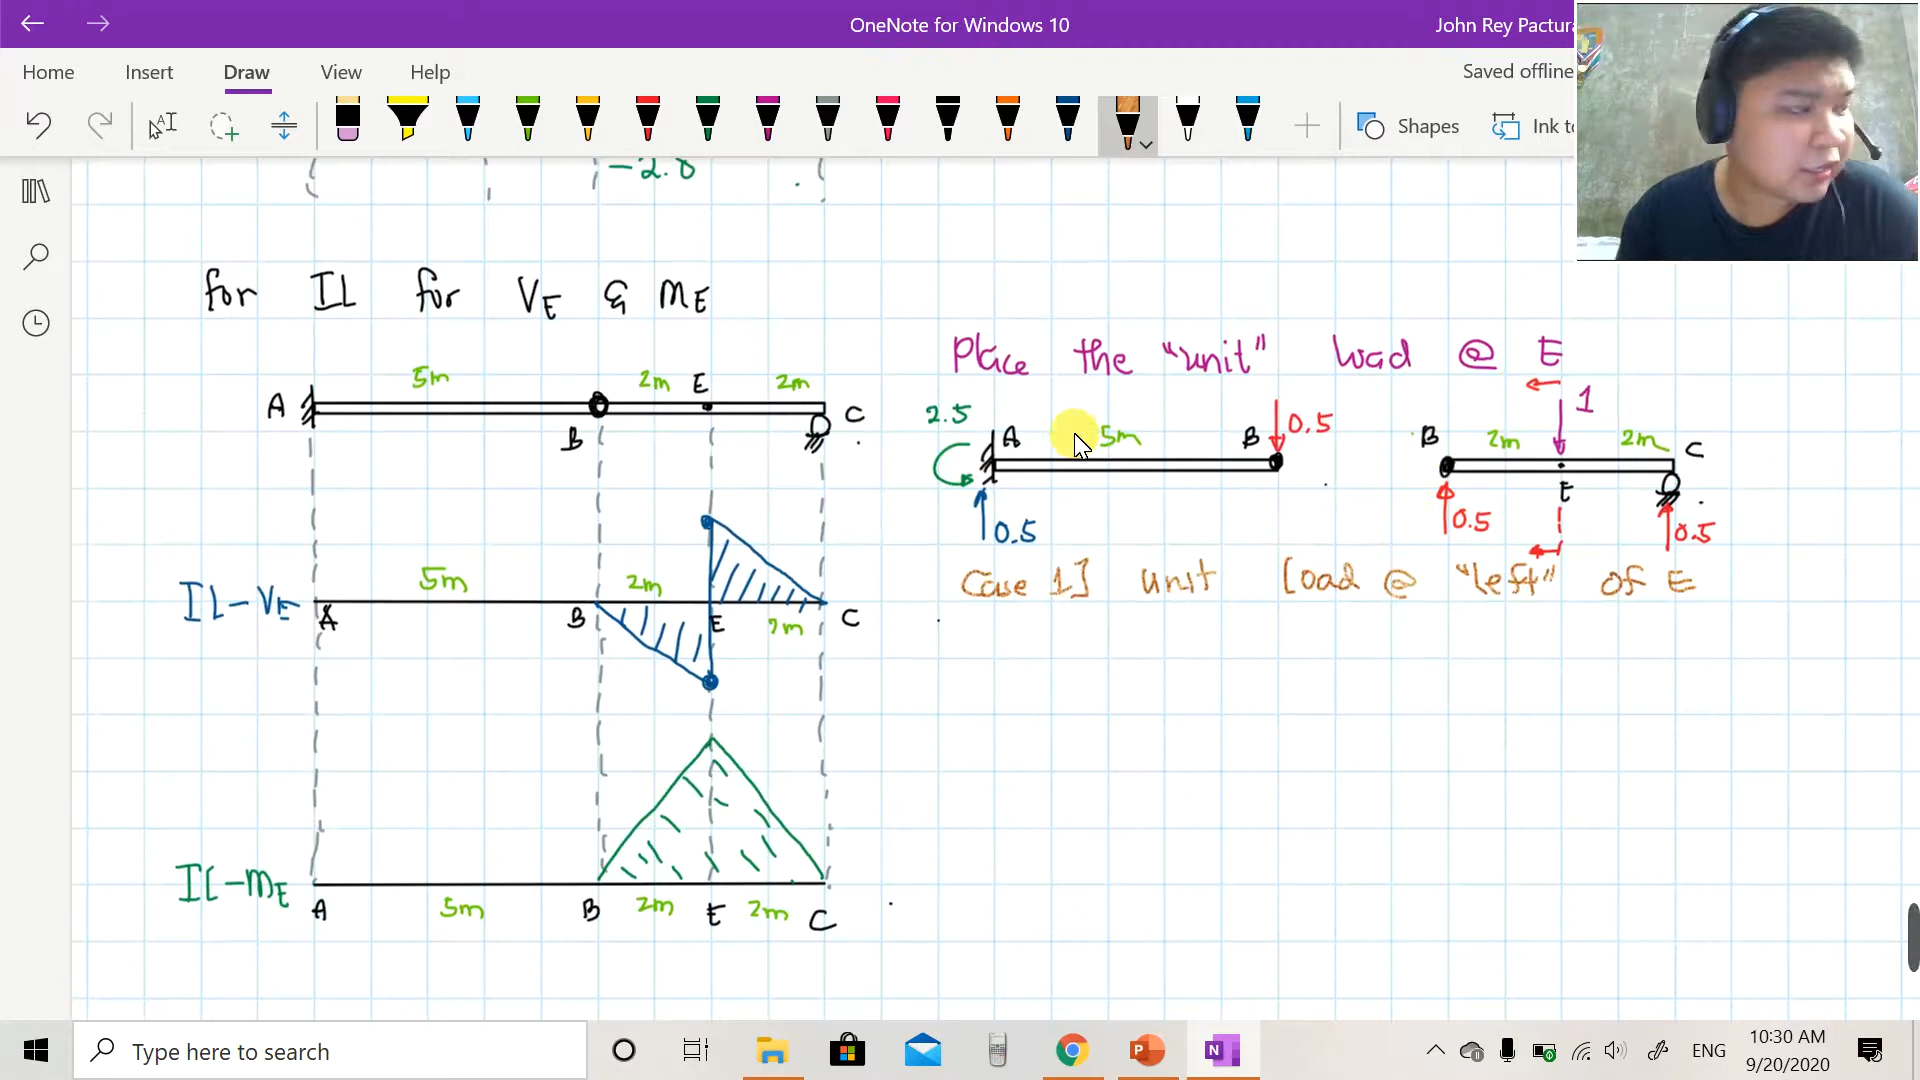 OneNote for Windows 10
John Rey Pactura
Home Insert Draw View Help
Saved offline
Shapes
Ink to
-2.0
for IL for VE & ME
A 5m B 2m E 2m C
IL-VE A 5m B 2m E 2m C
IL-ME
A 5m B 2m E 2m C
Place the "unit" load @ E
2.5 A 5m B 0.5
0.5
B 2m 1 2m C
E
0.5 0.5
Case 1] unit load @ "left" of E
Type here to search
ENG
10:30 AM
9/20/2020